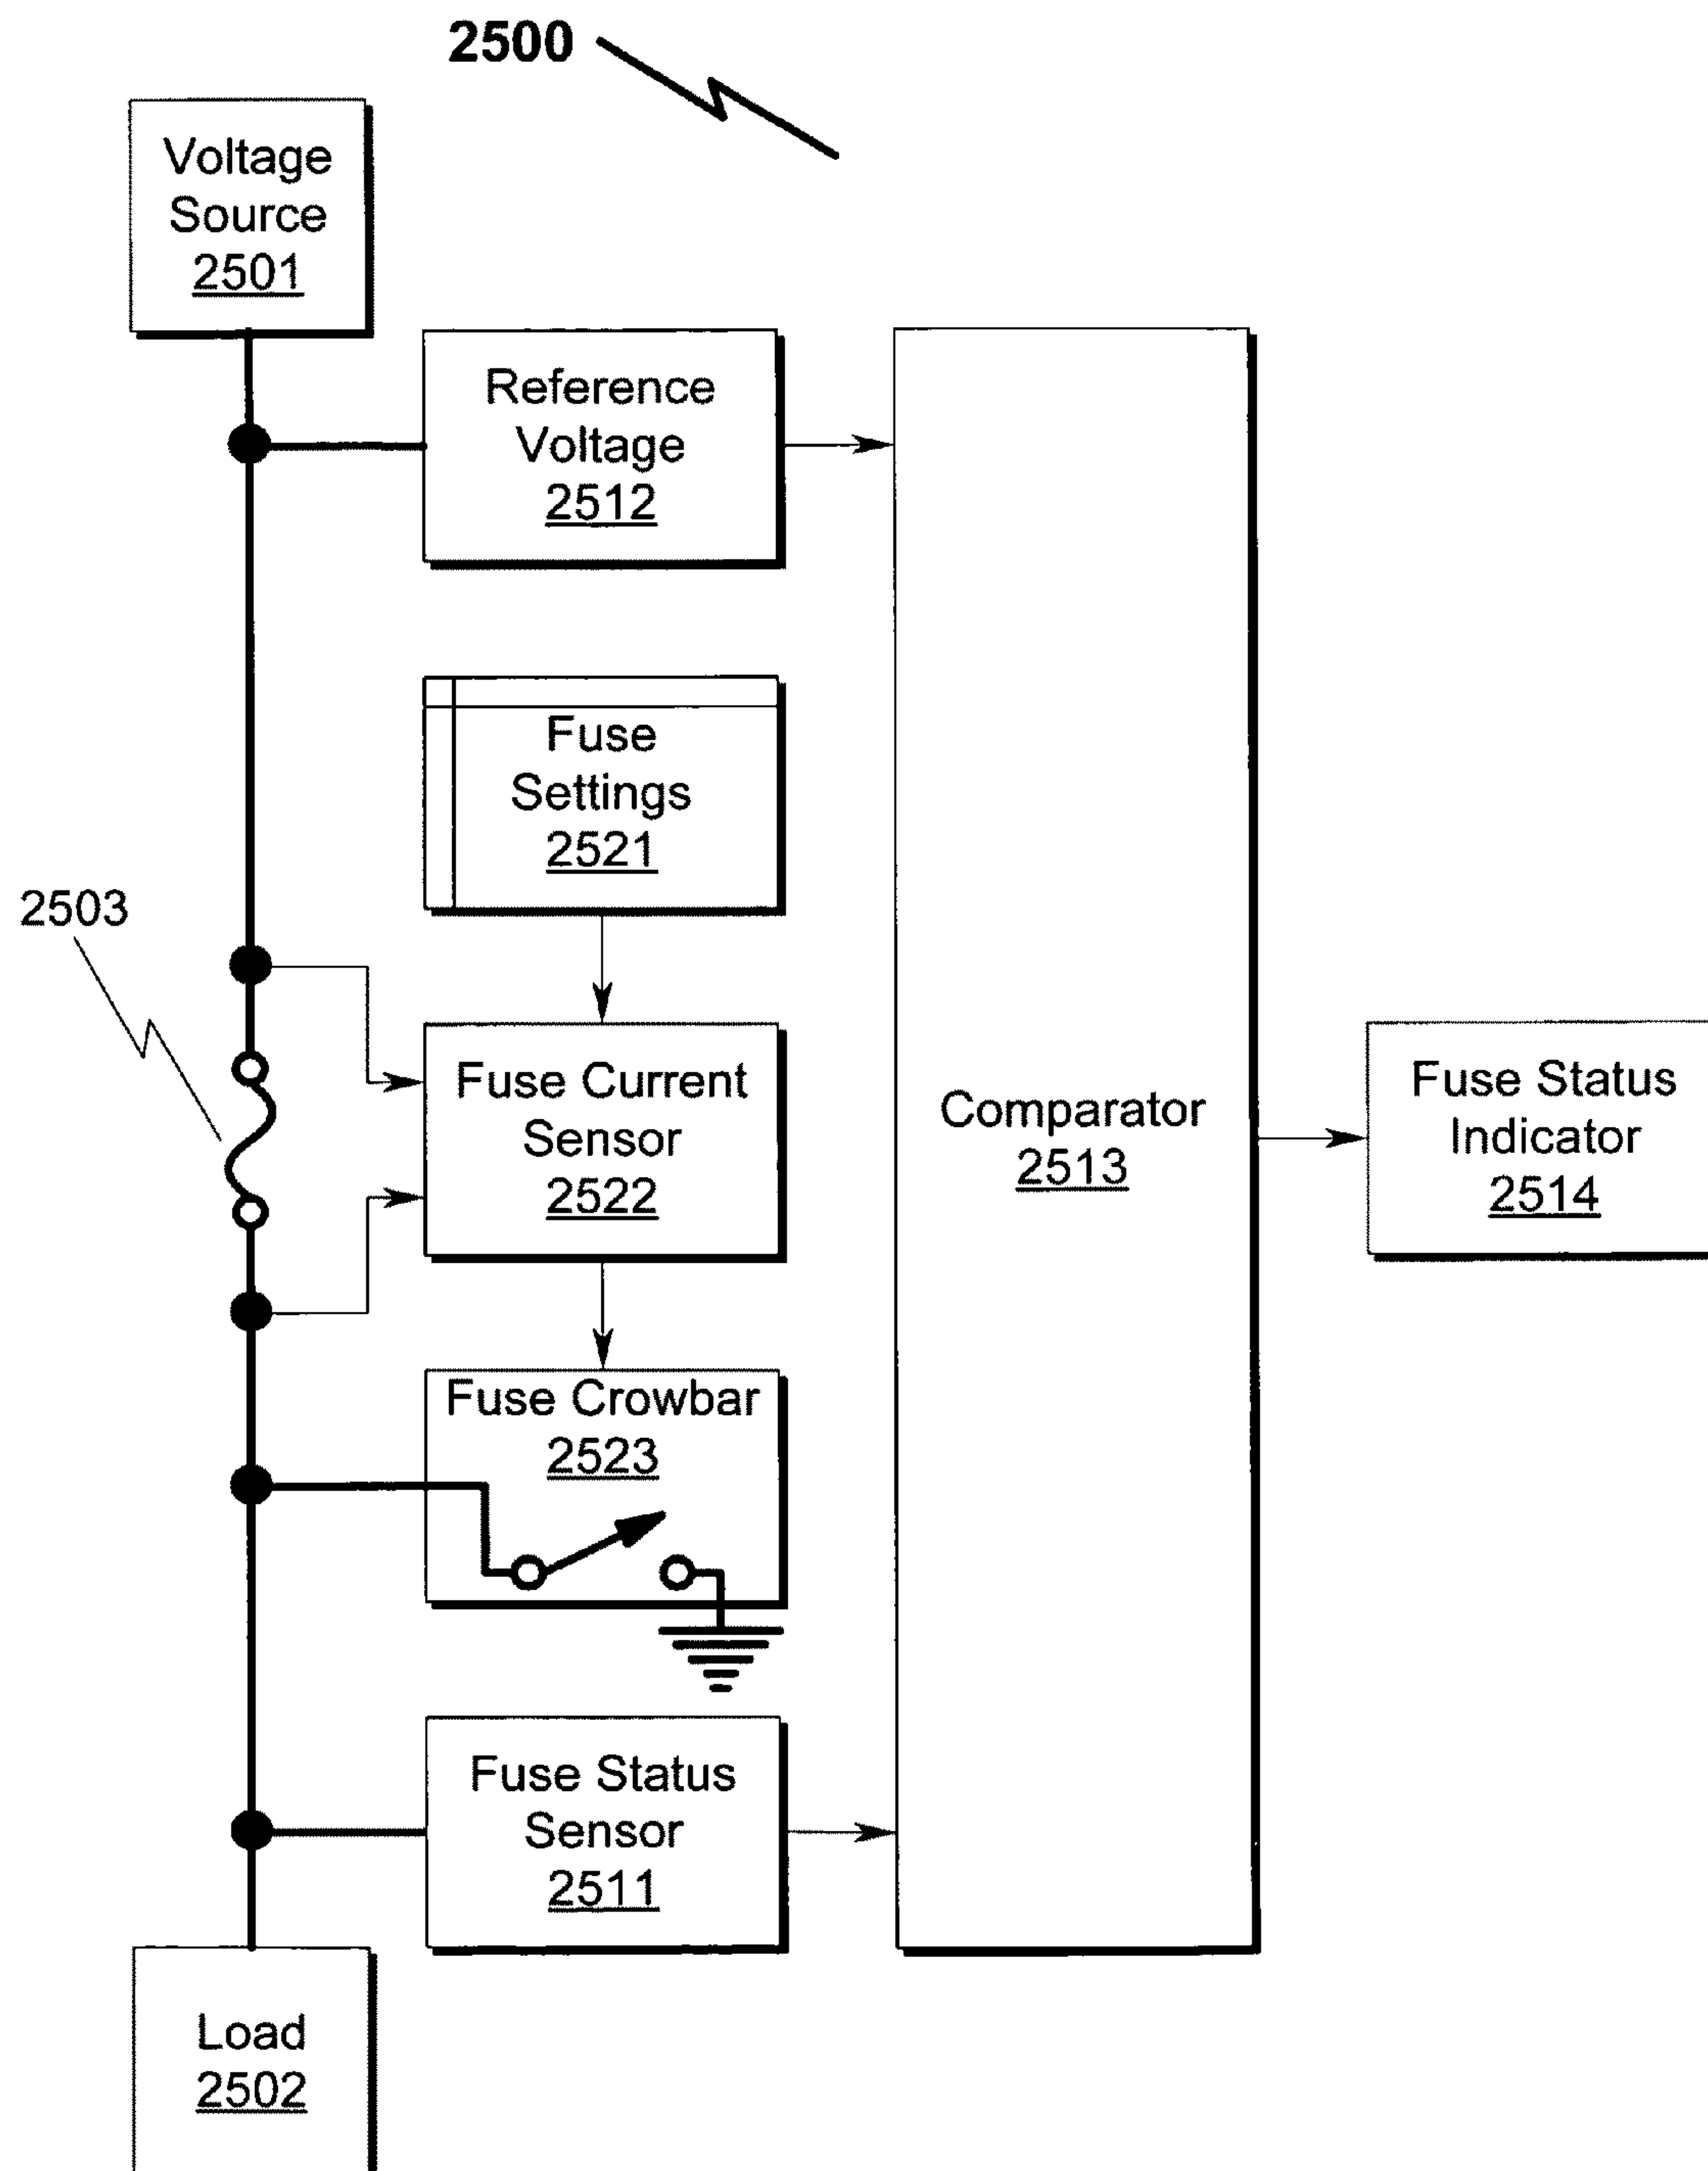 2500
Voltage
Source
2501
Reference
Voltage
2512
Fuse
Settings
2521
2503
Fuse Current
Sensor
2522
Comparator
2513
Fuse Status
Indicator
2514
Fuse Crowbar
2523
Fuse Status
Sensor
2511
Load
2502